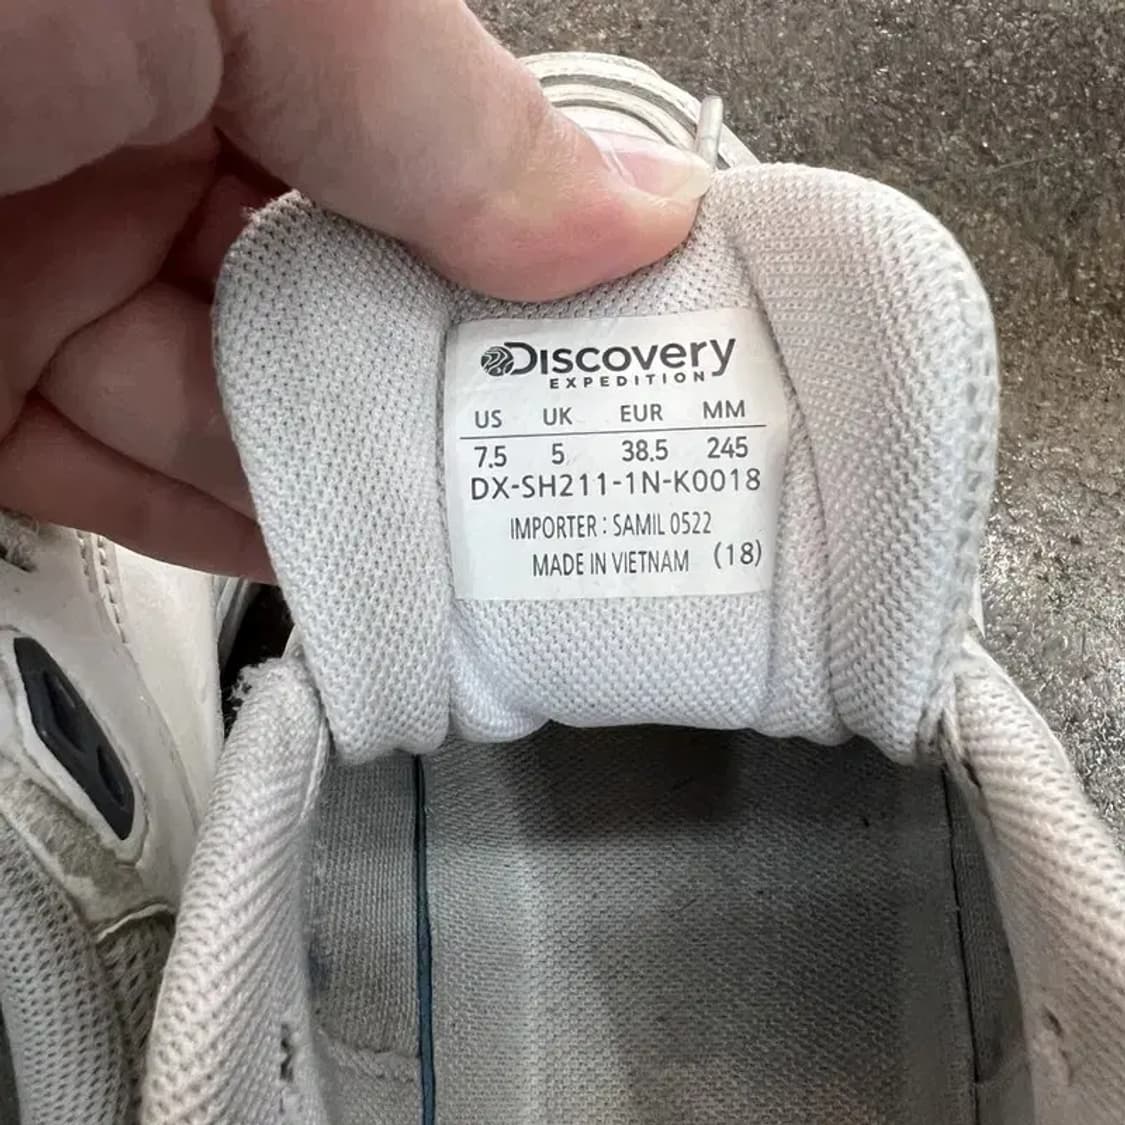 Discovery
EXPEDITION
US UK EUR MM
7.5 5 38.5 245
DX-SH211-1N-K0018
IMPORTER : SAMIL 0522
MADE IN VIETNAM (18)